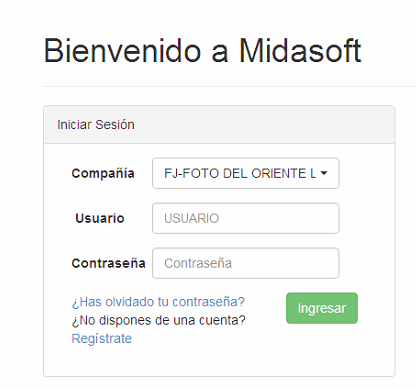 Bienvenido a Midasoft
Iniciar Sesión
Compañía FJ-FOTO DEL ORIENTE L
Usuario USUARIO
Contraseña Contraseña
¿Has olvidado tu contraseña? Ingresar
¿No dispones de una cuenta?
Regístrate